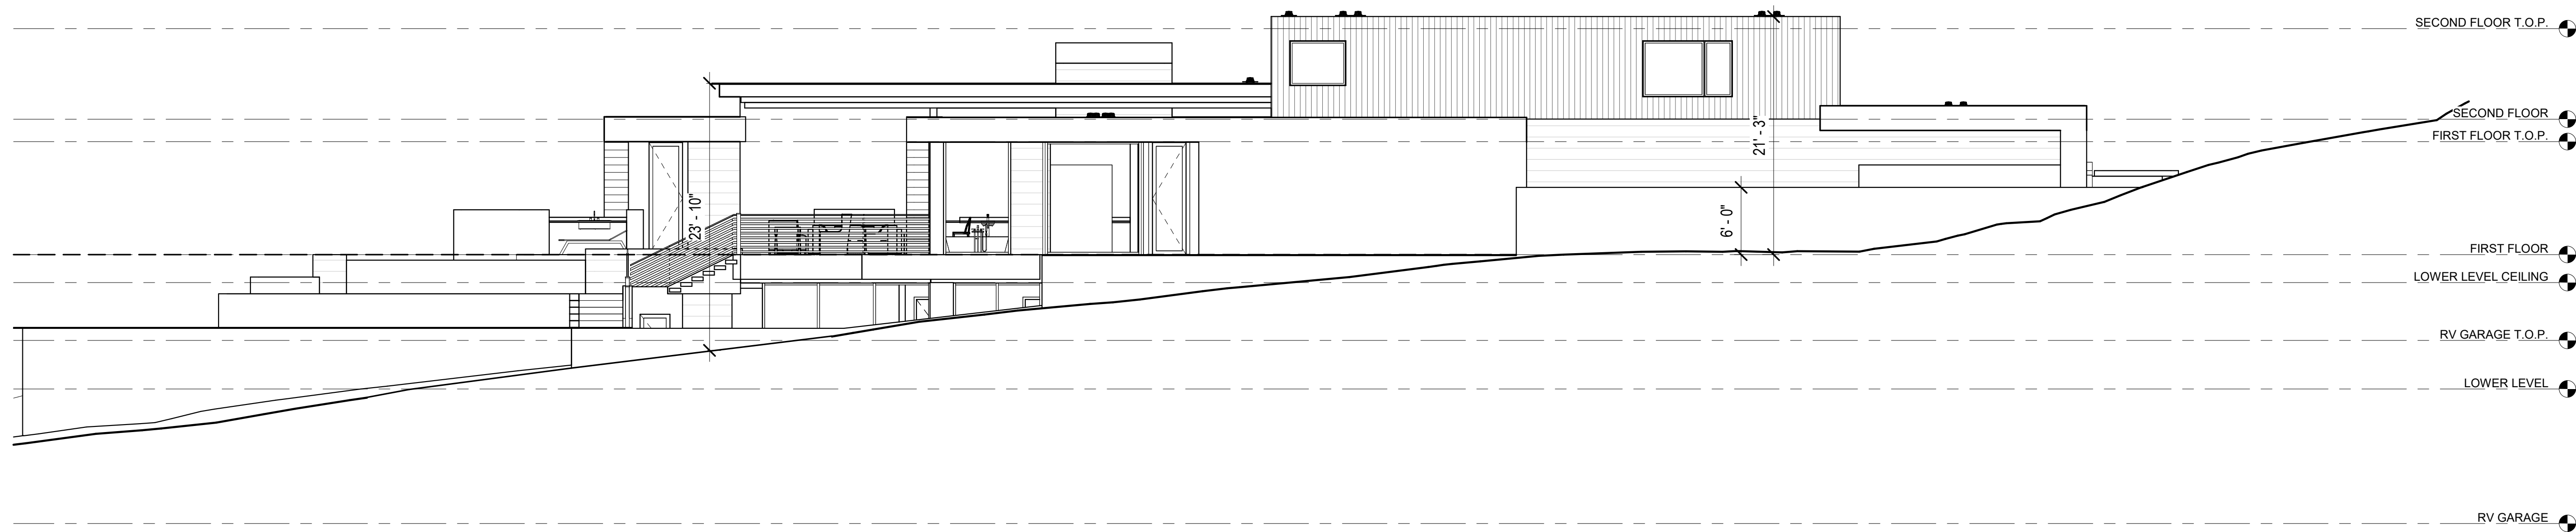 SECOND FLOOR T.O.P.
SECOND FLOOR
FIRST FLOOR T.O.P.
21' - 3"
23' - 10"
6' - 0"
FIRST FLOOR
LOWER LEVEL CEILING
RV GARAGE T.O.P.
LOWER LEVEL
RV GARAGE